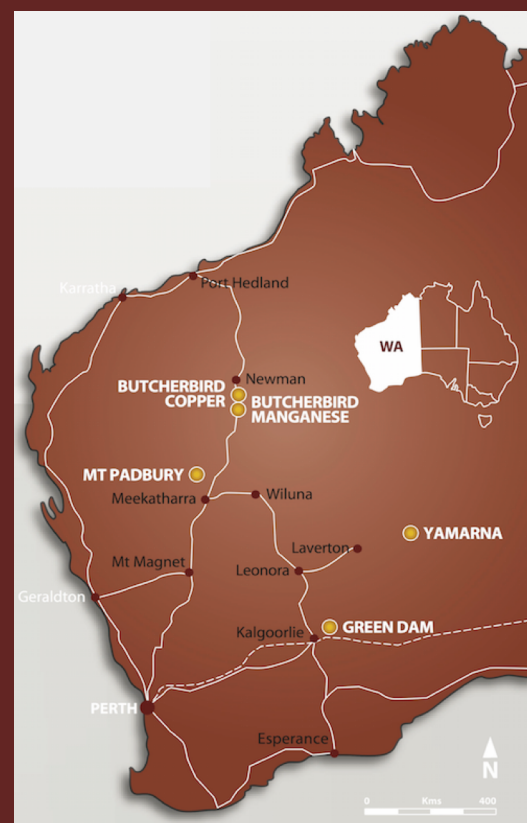 Karratha
Port Hedland
WA
Newman
BUTCHERBIRD
COPPER
BUTCHERBIRD
MANGANESE
MT PADBURY
Meekatharra
Wiluna
YAMARNA
Laverton
Mt Magnet
Leonora
Geraldton
GREEN DAM
Kalgoorlie
PERTH
Esperance
N
0 Kms 400